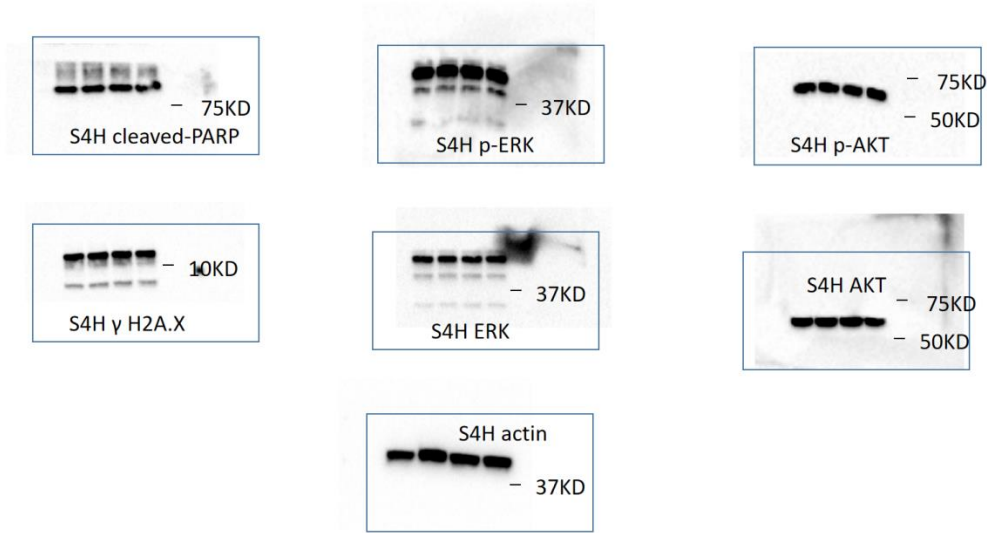 75KD
S4H cleaved-PARP
37KD
S4H p-ERK
75KD
50KD
S4H p-AKT
10KD
S4H γ H2A.X
37KD
S4H ERK
S4H AKT
75KD
50KD
S4H actin
37KD